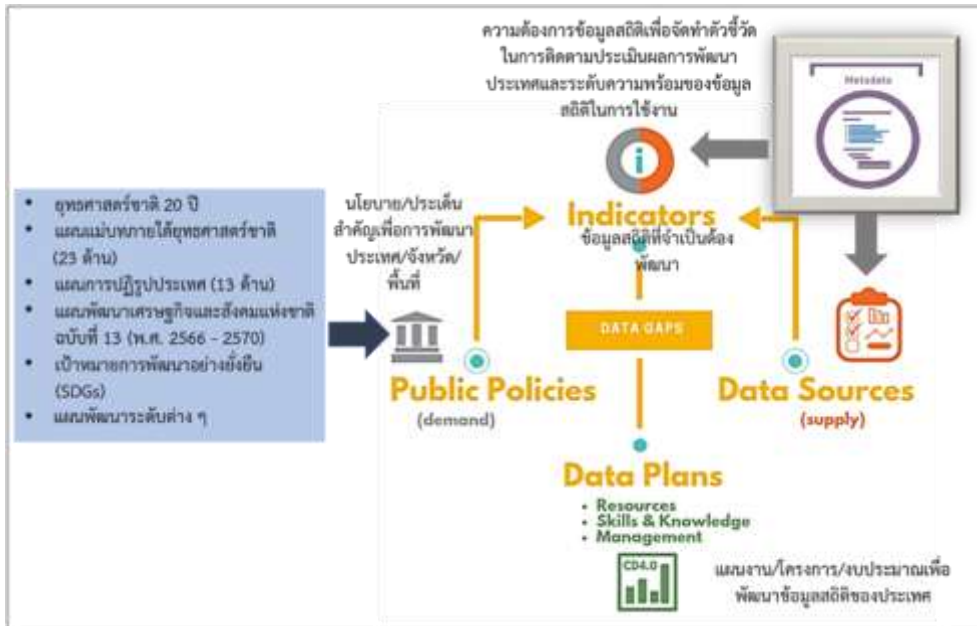 ความต้องการข้อมูลสถิติเพื่อจัดทำตัวชี้วัด
ในการติดตามประเมินผลการพัฒนา
ประเทศและระดับความพร้อมของข้อมูล
สถิติในการใช้งาน
Metadata
i
Indicators
ข้อมูลสถิติที่จำเป็นต้อง
พัฒนา
• ยุทธศาสตร์ชาติ 20 ปี
• แผนแม่บทภายใต้ยุทธศาสตร์ชาติ
(23 ด้าน)
• แผนการปฏิรูปประเทศ (13 ด้าน)
• แผนพัฒนาเศรษฐกิจและสังคมแห่งชาติ
ฉบับที่ 13 (พ.ศ. 2566 - 2570)
• เป้าหมายการพัฒนาอย่างยั่งยืน
(SDGs)
• แผนพัฒนาระดับต่าง ๆ
นโยบาย/ประเด็น
สำคัญเพื่อการพัฒนา
ประเทศ/จังหวัด/
พื้นที่
DATA GAPS
Public Policies
(demand)
Data Sources
(supply)
Data Plans
• Resources
• Skills & Knowledge
• Management
CD4.0
แผนงาน/โครงการ/งบประมาณเพื่อ
พัฒนาข้อมูลสถิติของประเทศ